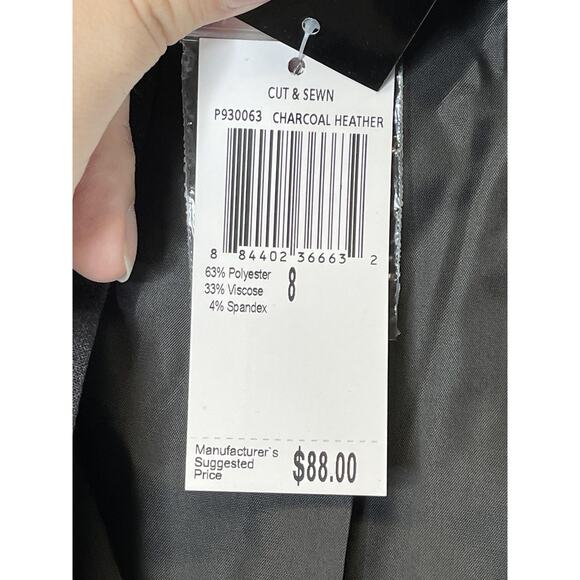 CUT & SEWN
P930063 CHARCOAL HEATHER
8 84402 36663 2
63% Polyester
33% Viscose
4% Spandex
8
Manufacturer`s
Suggested
Price
$88.00